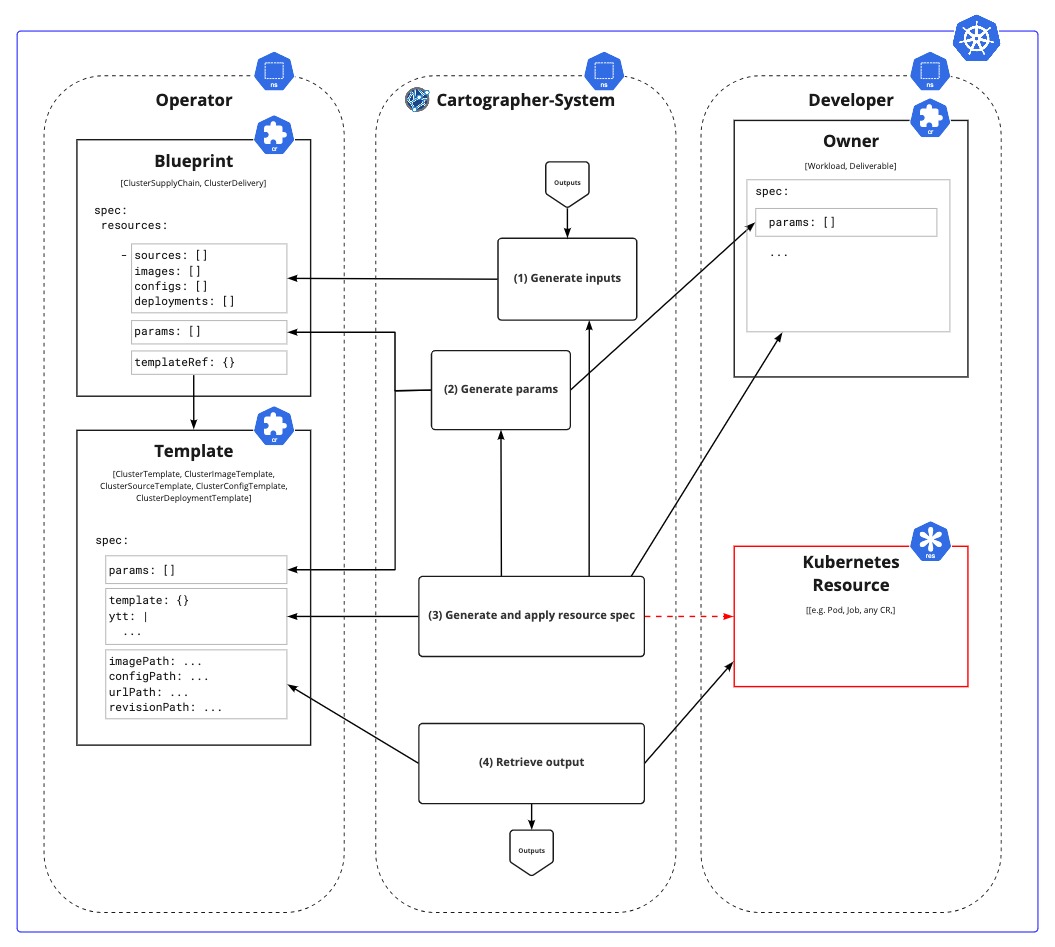 ns
Operator
cr
Blueprint
[ClusterSupplyChain, ClusterDelivery]
spec:
resources:
- sources: []
images: []
configs: []
deployments: []
params: []
templateRef: {}
cr
Template
[ClusterTemplate, ClusterImageTemplate,
ClusterSourceTemplate, ClusterConfigTemplate,
ClusterDeploymentTemplate]
spec:
params: []
template: {}
ytt: |
...
imagePath: ...
configPath: ...
urlPath: ...
revisionPath: ...
ns
Cartographer-System
Outputs
(1) Generate inputs
(2) Generate params
(3) Generate and apply resource spec
(4) Retrieve output
Outputs
ns
Developer
cr
Owner
[Workload, Deliverable]
spec:
params: []
...
res
Kubernetes
Resource
[[e.g. Pod, Job, any CR,]